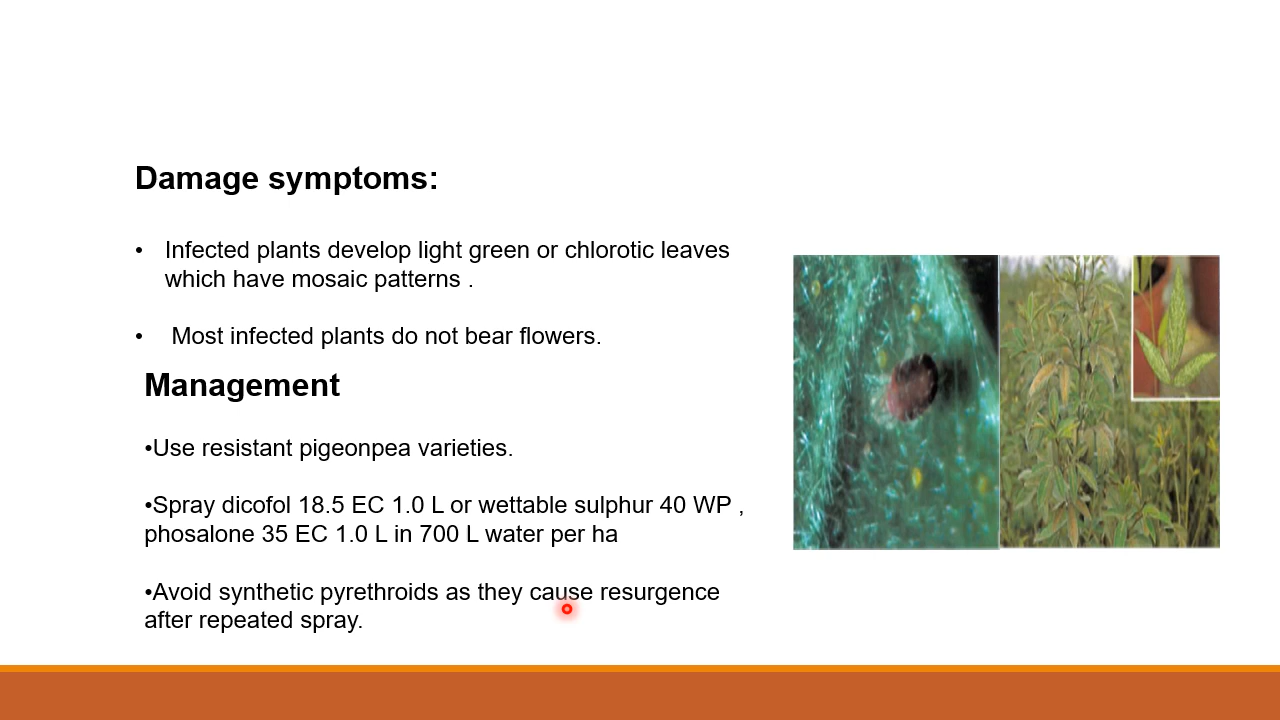 Damage symptoms:
• Infected plants develop light green or chlorotic leaves
which have mosaic patterns .
• Most infected plants do not bear flowers.
Management
•Use resistant pigeonpea varieties.
•Spray dicofol 18.5 EC 1.0 L or wettable sulphur 40 WP ,
phosalone 35 EC 1.0 L in 700 L water per ha
•Avoid synthetic pyrethroids as they cause resurgence
after repeated spray.